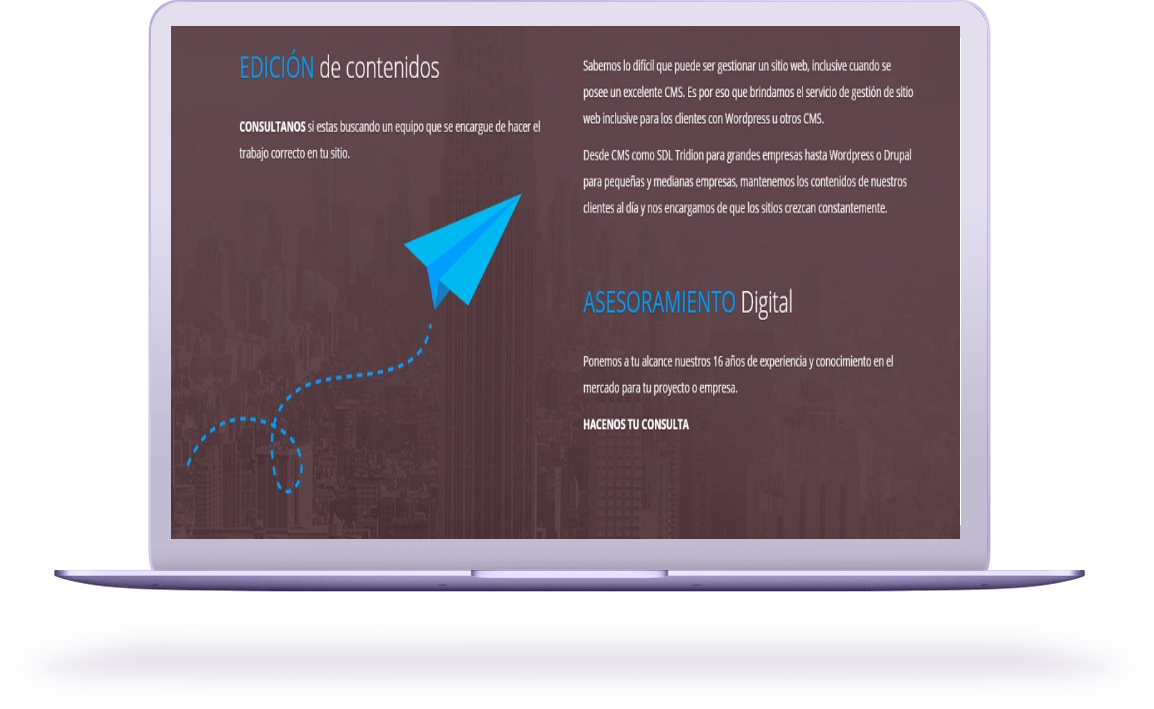 EDICIÓN de contenidos
CONSULTANOS si estas buscando un equipo que se encargue de hacer el
trabajo correcto en tu sitio.
Sabemos lo difícil que puede ser gestionar un sitio web, inclusive cuando se
posee un excelente CMS. Es por eso que brindamos el servicio de gestión de sitio
web inclusive para los clientes con Wordpress u otros CMS.
Desde CMS como SDL Tridion para grandes empresas hasta Wordpress o Drupal
para pequeñas y medianas empresas, mantenemos los contenidos de nuestros
clientes al día y nos encargamos de que los sitios crezcan constantemente.
ASESORAMIENTO Digital
Ponemos a tu alcance nuestros 16 años de experiencia y conocimiento en el
mercado para tu proyecto o empresa.
HACENOS TU CONSULTA